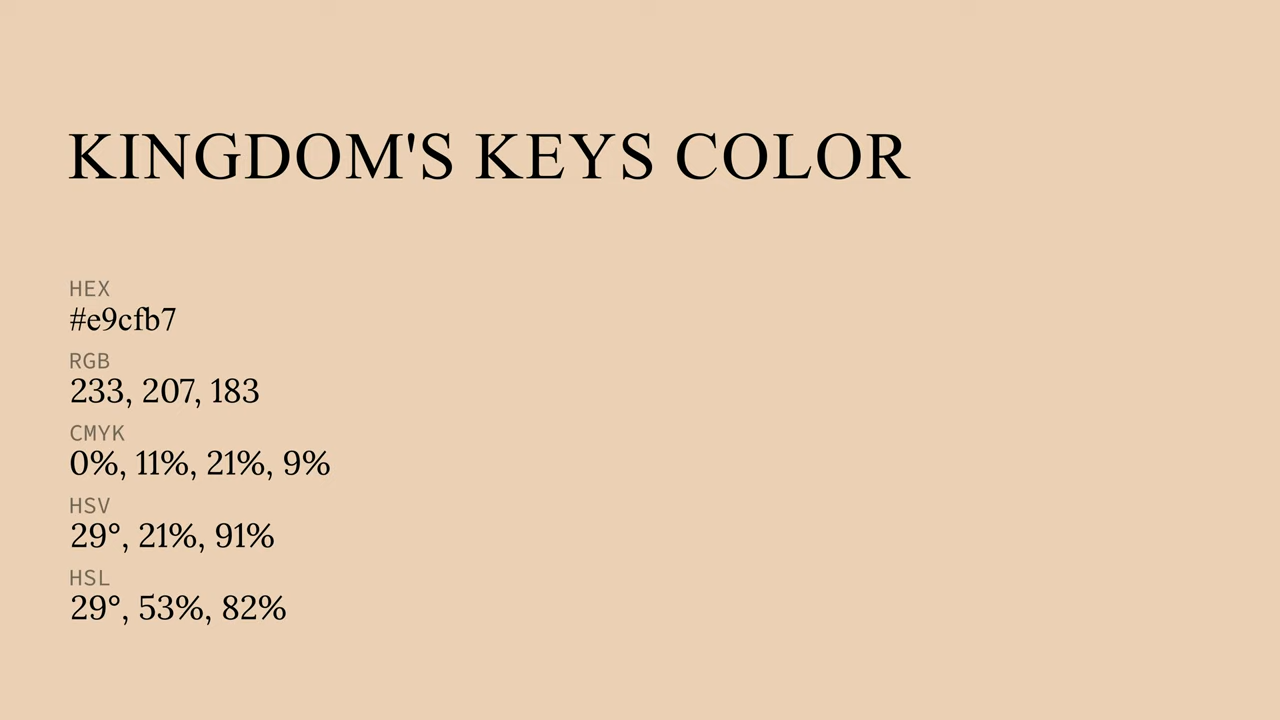 KINGDOM'S KEYS COLOR
HEX
#e9cfb7
RGB
233, 207, 183
CMYK
0%, 11%, 21%, 9%
HSV
29°, 21%, 91%
HSL
29°, 53%, 82%